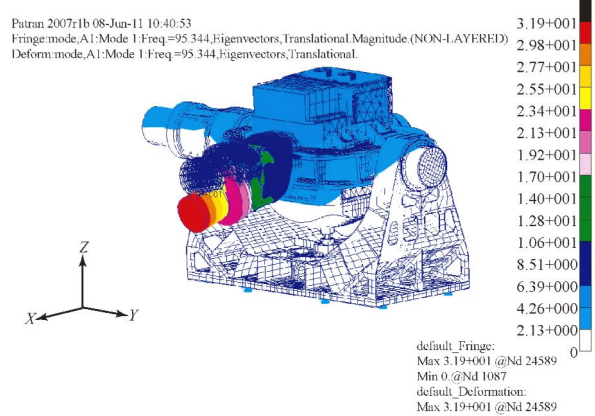 Patran 2007r1b 08-Jun-11 10:40:53
Fringe:mode,A1:Mode 1:Freq.=95.344,Eigenvectors,Translational.Magnitude.(NON-LAYERED)
Deform:mode,A1:Mode 1:Freq.=95.344,Eigenvectors,Translational.
3.19+001
2.98+001
2.77+001
2.55+001
2.34+001
2.13+001
1.92+001
1.70+001
1.40+001
1.28+001
1.06+001
8.51+000
6.39+000
4.26+000
2.13+000
0
Z
X
Y
default_Fringe:
Max 3.19+001 @Nd 24589
Min 0.@Nd 1087
default_Deformation:
Max 3.19+001 @Nd 24589